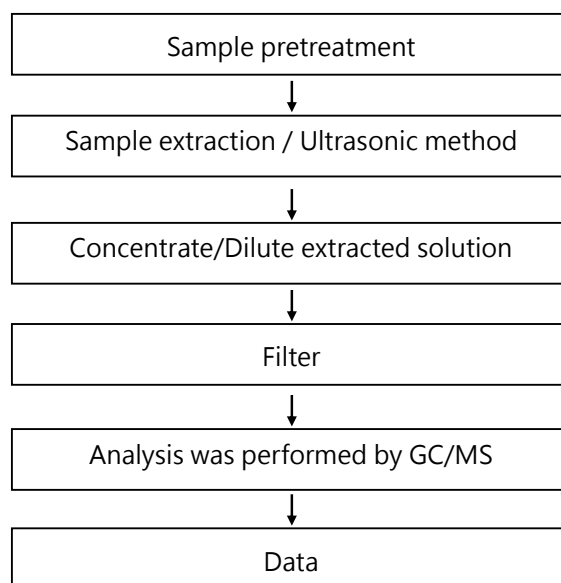 Sample pretreatment
Sample extraction / Ultrasonic method
Concentrate/Dilute extracted solution
Filter
Analysis was performed by GC/MS
Data